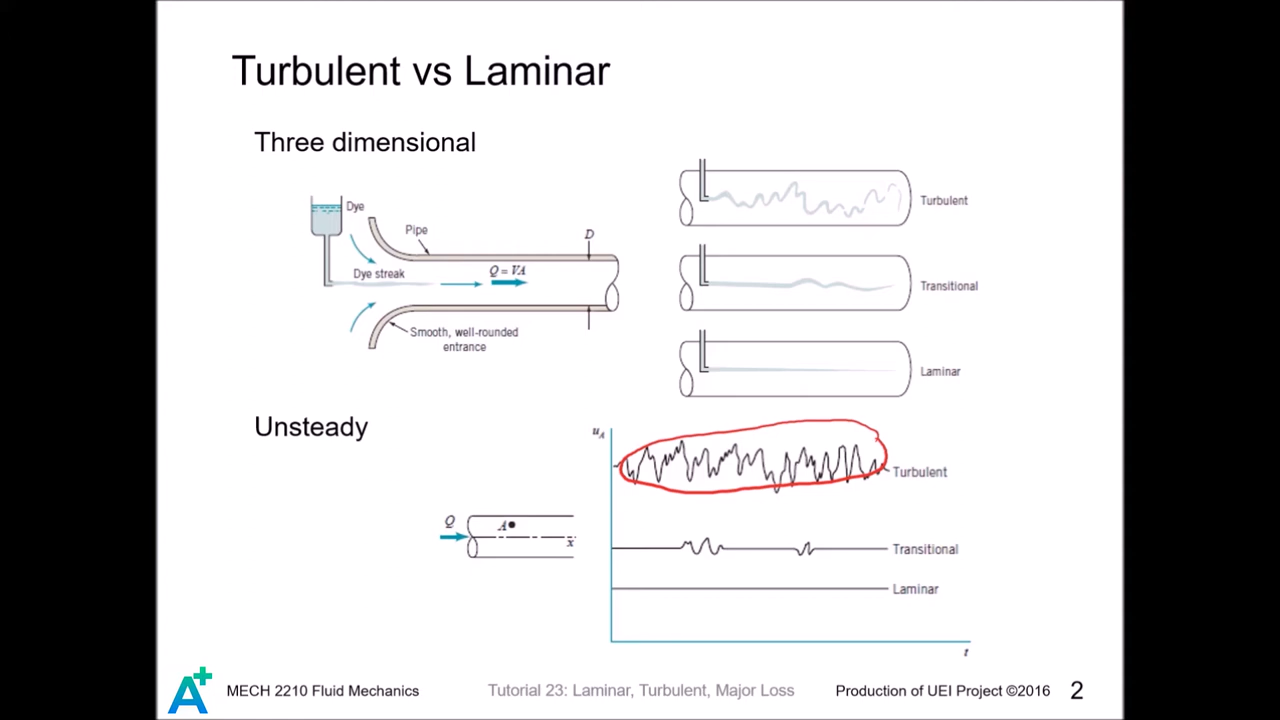 Turbulent vs Laminar
Three dimensional
Dye
Pipe
D
Dye streak
Q = VA
Smooth, well-rounded
entrance
Turbulent
Transitional
Laminar
Unsteady
Q
A
x
u_A
Turbulent
Transitional
Laminar
t
A+
MECH 2210 Fluid Mechanics
Tutorial 23: Laminar, Turbulent, Major Loss
Production of UEI Project ©2016
2